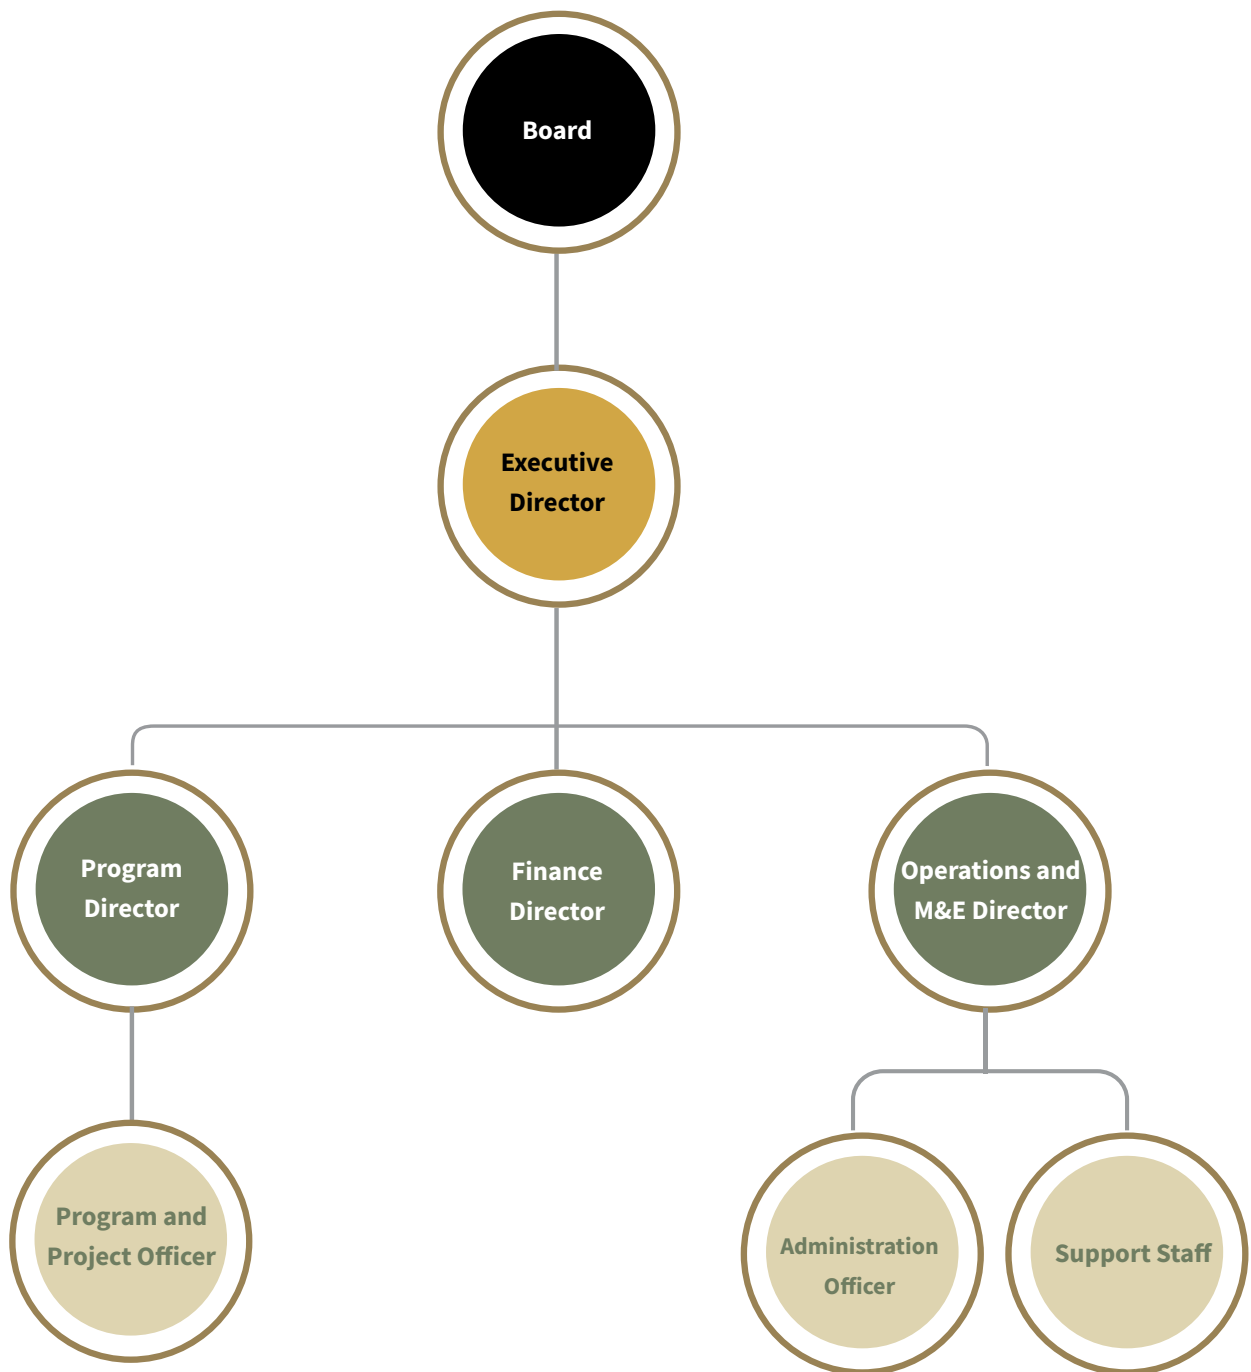 Board
Executive
Director
Program
Director
Finance
Director
Operations and
M&E Director
Program and
Project Officer
Administration
Officer
Support Staff